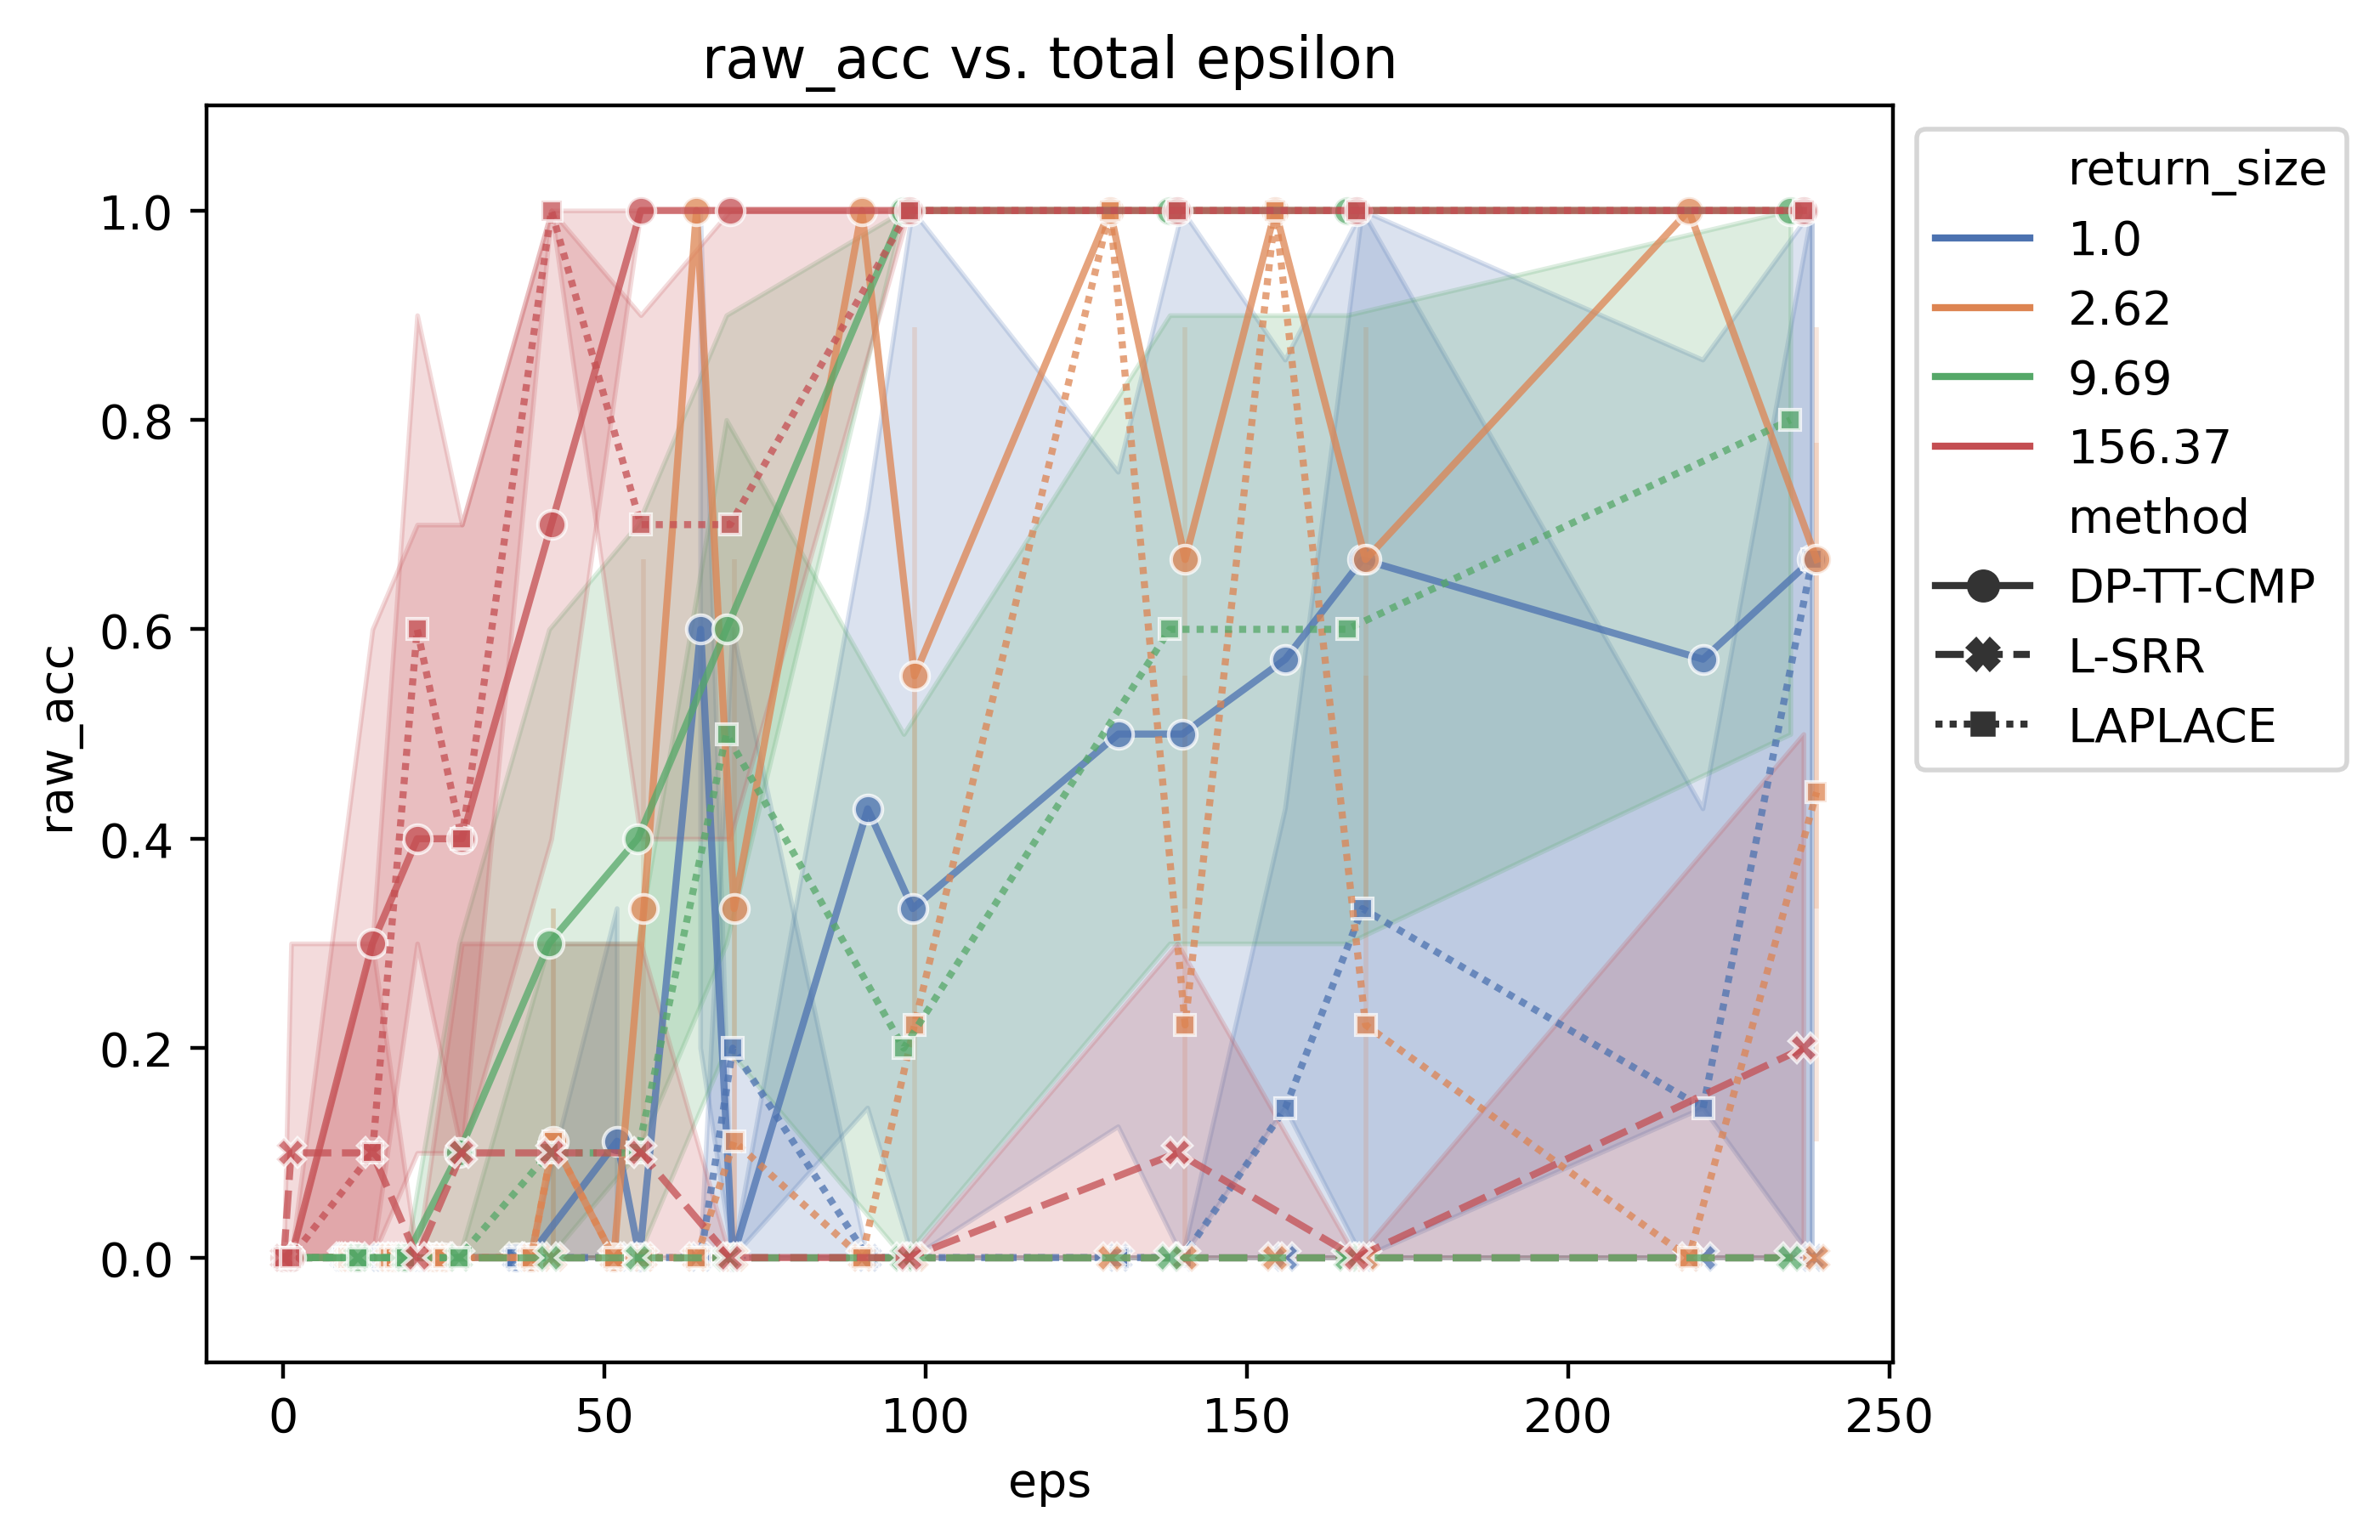 raw_acc vs. total epsilon
raw_acc
1.0
0.8
0.6
0.4
0.2
0.0
0 50 100 150 200 250
eps
return_size
1.0
2.62
9.69
156.37
method
DP-TT-CMP
L-SRR
LAPLACE